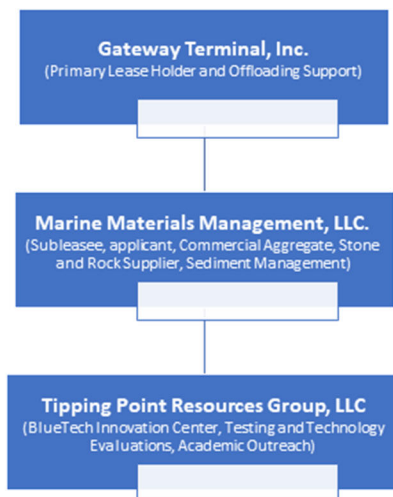 Gateway Terminal, Inc.
(Primary Lease Holder and Offloading Support)
Marine Materials Management, LLC.
(Subleasee, applicant, Commercial Aggregate, Stone
and Rock Supplier, Sediment Management)
Tipping Point Resources Group, LLC
(BlueTech Innovation Center, Testing and Technology
Evaluations, Academic Outreach)